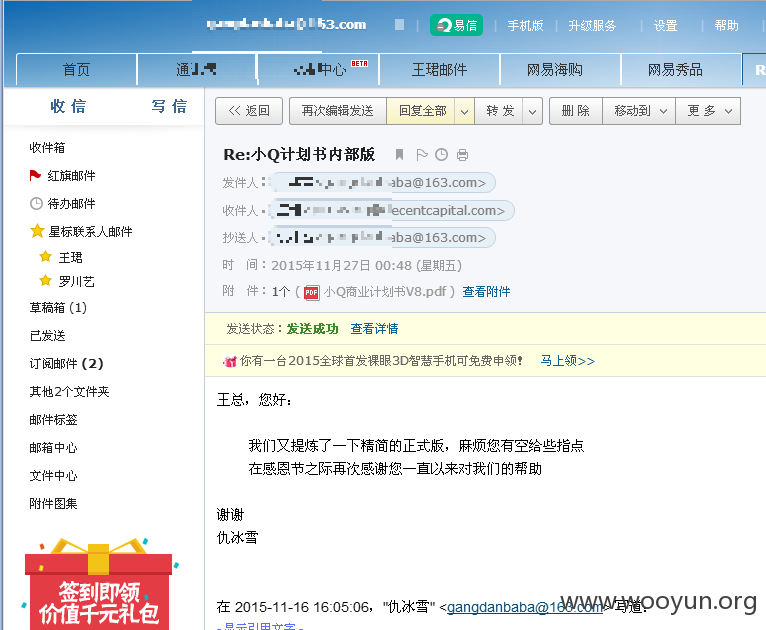 53.com
易信 手机版 升级服务 设置 帮助
首页 通 中心 BETA 王珺邮件 网易海购 网易秀品
收 信 写 信
<< 返回 再次编辑发送 回复全部 转 发 删 除 移动到 更 多
收件箱
红旗邮件
待办邮件
星标联系人邮件
王珺
罗川艺
草稿箱 (1)
已发送
订阅邮件 (2)
其他2个文件夹
邮件标签
邮箱中心
文件中心
附件图集
签到即领
价值千元礼包
Re:小Q计划书内部版
发件人: aba@163.com>
收件人 ecentcapital.com>
抄送人 aba@163.com>
时 间: 2015年11月27日 00:48 (星期五)
附 件: 1个 ( PDF 小Q商业计划书V8.pdf ) 查看附件
发送状态：发送成功 查看详情
你有一台2015全球首发裸眼3D智慧手机可免费申领! 马上领>>
王总，您好：
我们又提炼了一下精简的正式版，麻烦您有空给些指点
在感恩节之际再次感谢您一直以来对我们的帮助
谢谢
仇冰雪
在 2015-11-16 16:05:06，"仇冰雪" <gangdanbaba@163.com> 写道：
www.wooyun.org
显示引用文字